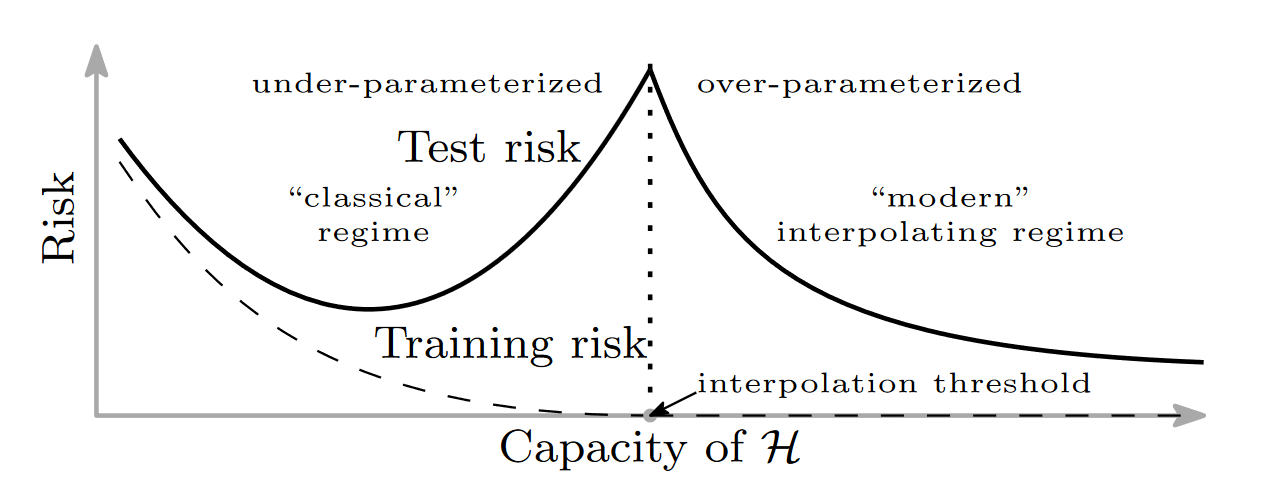 under-parameterized
over-parameterized
Test risk
“classical”
regime
“modern”
interpolating regime
Risk
Training risk
interpolation threshold
Capacity of ℋ